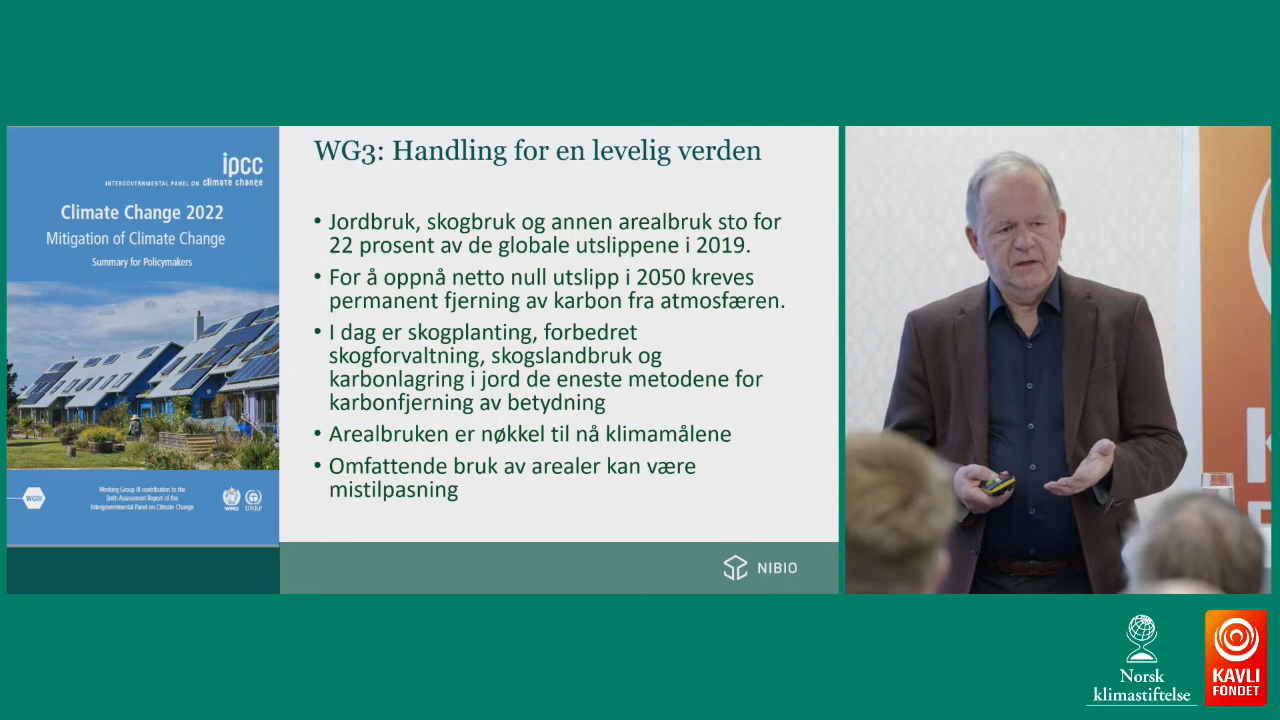 ipcc
INTERGOVERNMENTAL PANEL ON climate change
Climate Change 2022
Mitigation of Climate Change
Summary for Policymakers
WGIII
Working Group III contribution to the
Sixth Assessment Report of the
Intergovernmental Panel on Climate Change
WMO
UNEP
WG3: Handling for en levelig verden
• Jordbruk, skogbruk og annen arealbruk sto for
22 prosent av de globale utslippene i 2019.
• For å oppnå netto null utslipp i 2050 kreves
permanent fjerning av karbon fra atmosfæren.
• I dag er skogplanting, forbedret
skogforvaltning, skogslandbruk og
karbonlagring i jord de eneste metodene for
karbonfjerning av betydning
• Arealbruken er nøkkel til nå klimamålene
• Omfattende bruk av arealer kan være
mistilpasning
NIBIO
Norsk
klimastiftelse
KAVLI
FONDET